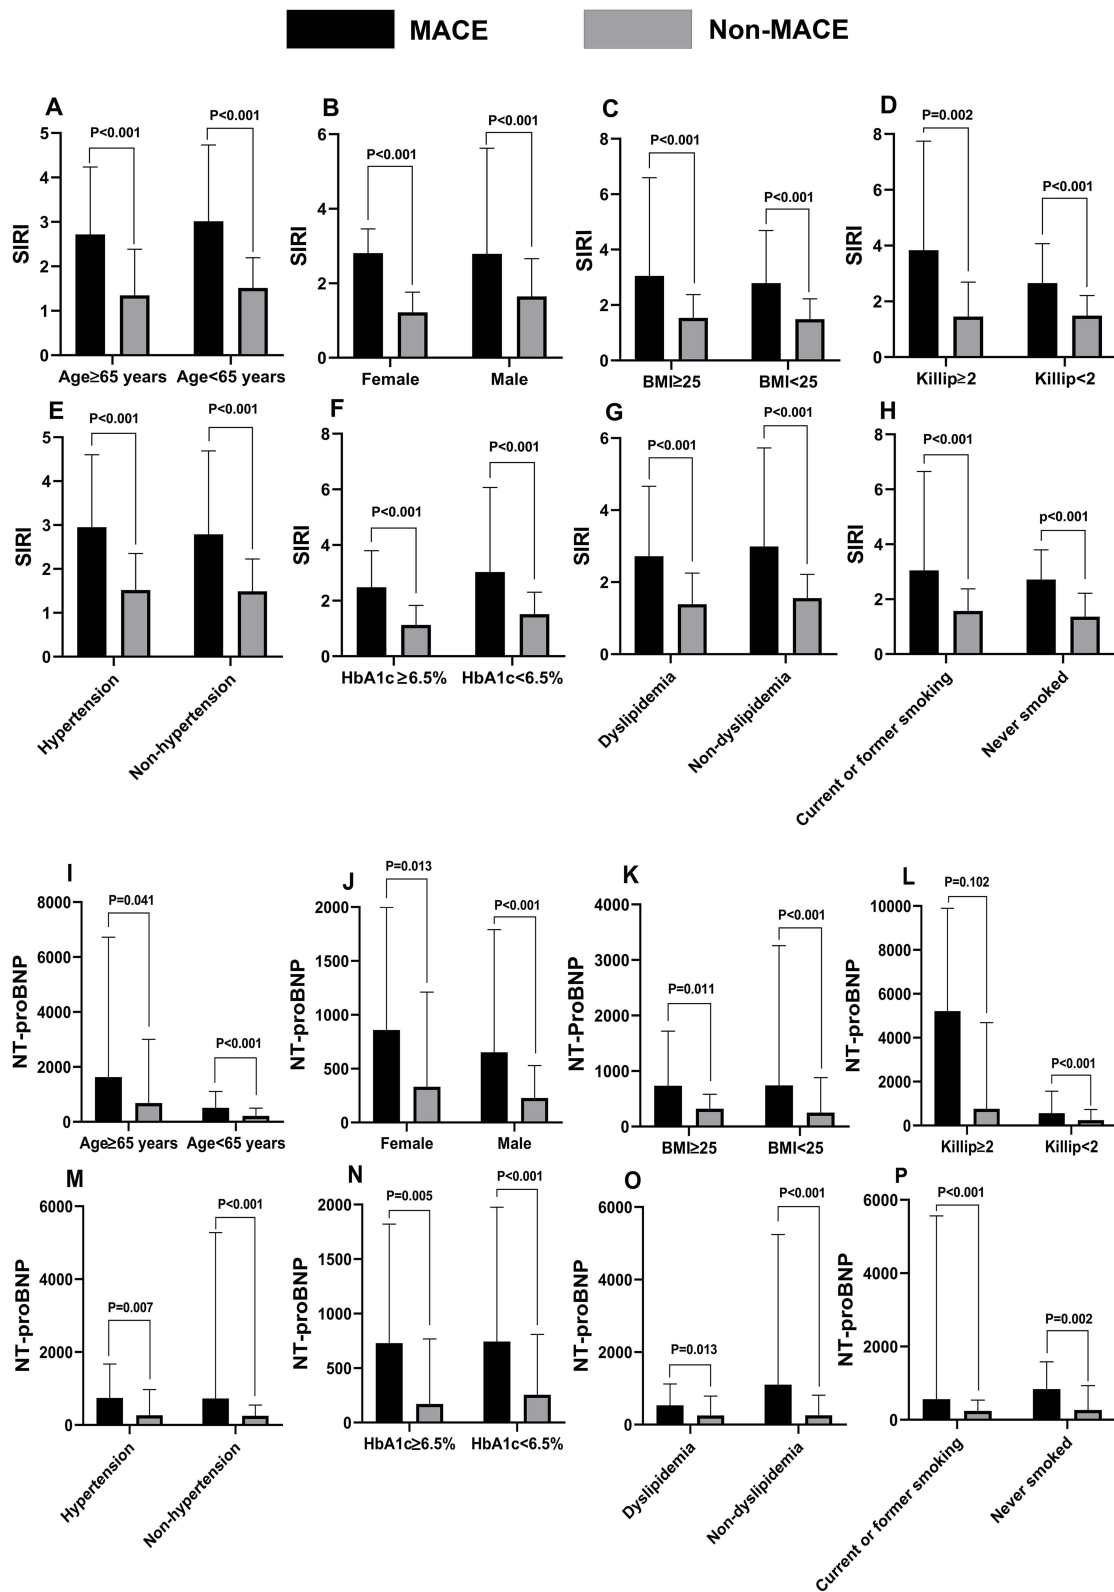 MACE Non-MACE
A
P<0.001 P<0.001
SIRI
5
4
3
2
1
0
Age≥65 years Age<65 years
B
P<0.001 P<0.001
SIRI
6
4
2
0
Female Male
C
P<0.001 P<0.001
SIRI
8
6
4
2
0
BMI≥25 BMI<25
D
P=0.002 P<0.001
SIRI
8
6
4
2
0
Killip≥2 Killip<2
E
P<0.001 P<0.001
SIRI
5
4
3
2
1
0
Hypertension
Non-hypertension
F
P<0.001 P<0.001
SIRI
8
6
4
2
0
HbA1c ≥6.5% HbA1c<6.5%
G
P<0.001 P<0.001
SIRI
6
4
2
0
Dyslipidemia
Non-dyslipidemia
H
P<0.001 p<0.001
SIRI
8
6
4
2
0
Current or former smoking
Never smoked
I
P=0.041 P<0.001
NT-proBNP
8000
6000
4000
2000
0
Age≥65 years Age<65 years
J
P=0.013 P<0.001
NT-proBNP
2000
1500
1000
500
0
Female Male
K
P=0.011 P<0.001
NT-ProBNP
4000
3000
2000
1000
0
BMI≥25 BMI<25
L
P=0.102 P<0.001
NT-proBNP
10000
8000
6000
4000
2000
0
Killip≥2 Killip<2
M
P=0.007 P<0.001
NT-proBNP
6000
4000
2000
0
Hypertension
Non-hypertension
N
P=0.005 P<0.001
NT-proBNP
2000
1500
1000
500
0
HbA1c≥6.5% HbA1c<6.5%
O
P=0.013 P<0.001
NT-proBNP
6000
4000
2000
0
Dyslipidemia
Non-dyslipidemia
P
P<0.001 P=0.002
NT-proBNP
6000
4000
2000
0
Current or former smoking
Never smoked